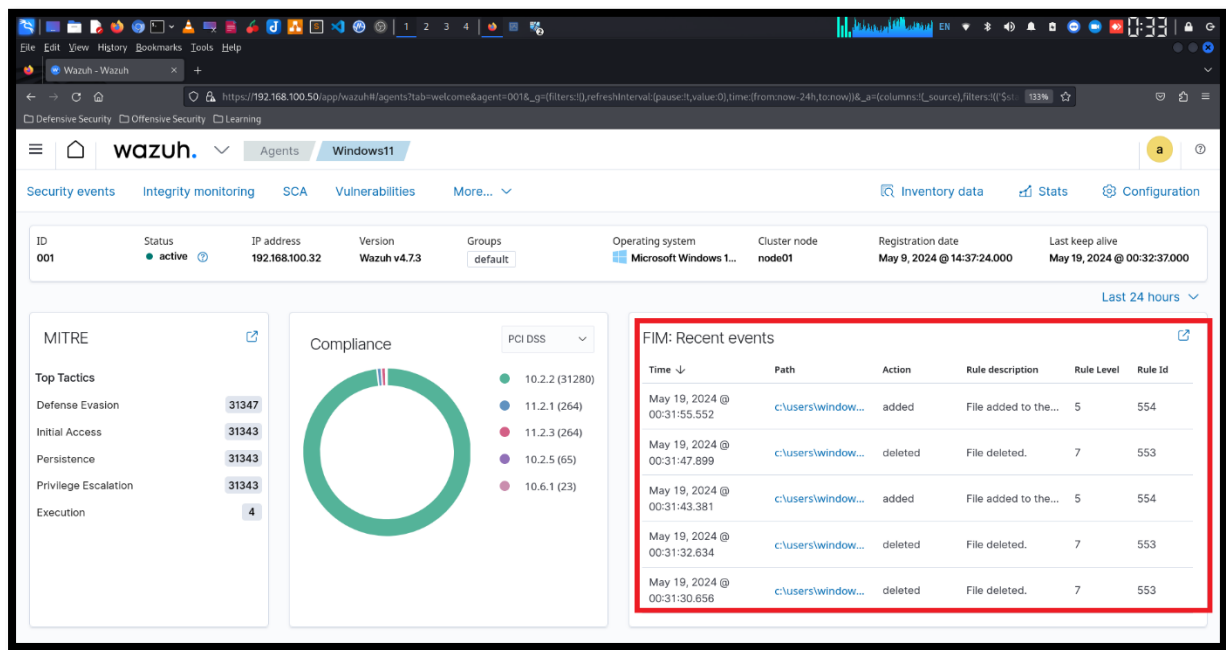 1 2 3 4 EN 0:33
File Edit View History Bookmarks Tools Help
Wazuh - Wazuh × +
https://192.168.100.50/app/wazuh#/agents?tab=welcome&agent=001&_g=(filters:!(),refreshInterval:(pause:!t,value:0),time:(from:now-24h,to:now))&_a=(columns:!(_source),filters:!(('$sta 133%
Defensive Security Offensive Security Learning
wazuh. Agents Windows11 a
Security events Integrity monitoring SCA Vulnerabilities More... Inventory data Stats Configuration
ID Status IP address Version Groups Operating system Cluster node Registration date Last keep alive
001 active 192.168.100.32 Wazuh v4.7.3 default Microsoft Windows 1... node01 May 9, 2024 @ 14:37:24.000 May 19, 2024 @ 00:32:37.000
Last 24 hours
MITRE
Top Tactics
Defense Evasion 31347
Initial Access 31343
Persistence 31343
Privilege Escalation 31343
Execution 4
Compliance PCI DSS
10.2.2 (31280)
11.2.1 (264)
11.2.3 (264)
10.2.5 (65)
10.6.1 (23)
FIM: Recent events
Time Path Action Rule description Rule Level Rule Id
May 19, 2024 @
00:31:55.552 c:\users\window... added File added to the... 5 554
May 19, 2024 @
00:31:47.899 c:\users\window... deleted File deleted. 7 553
May 19, 2024 @
00:31:43.381 c:\users\window... added File added to the... 5 554
May 19, 2024 @
00:31:32.634 c:\users\window... deleted File deleted. 7 553
May 19, 2024 @
00:31:30.656 c:\users\window... deleted File deleted. 7 553